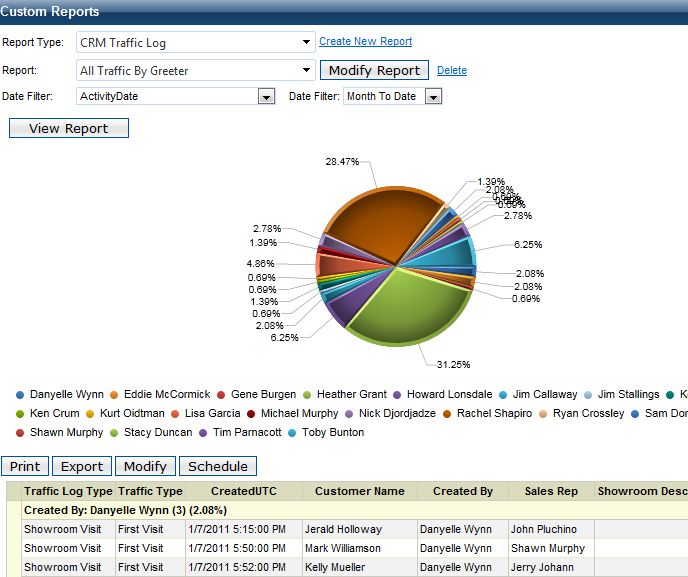 Custom Reports
Report Type: CRM Traffic Log Create New Report
Report: All Traffic By Greeter Modify Report Delete
Date Filter: ActivityDate Date Filter: Month To Date
View Report
28.47%
1.39%
2.08%
0.69%
2.78%
6.25%
2.08%
2.08%
0.69%
31.25%
6.25%
2.08%
0.69%
1.39%
0.69%
0.69%
4.86%
1.39%
2.78%
Danyelle Wynn Eddie McCormick Gene Burgen Heather Grant Howard Lonsdale Jim Callaway Jim Stallings
Ken Crum Kurt Oidtman Lisa Garcia Michael Murphy Nick Djordjadze Rachel Shapiro Ryan Crossley Sam Don
Shawn Murphy Stacy Duncan Tim Parnacott Toby Bunton
Print Export Modify Schedule
Traffic Log Type Traffic Type CreatedUTC Customer Name Created By Sales Rep Showroom Desc
Created By: Danyelle Wynn (3) (2.08%)
Showroom Visit First Visit 1/7/2011 5:15:00 PM Jerald Holloway Danyelle Wynn John Pluchino
Showroom Visit First Visit 1/7/2011 5:50:00 PM Mark Williamson Danyelle Wynn Shawn Murphy
Showroom Visit First Visit 1/7/2011 5:52:00 PM Kelly Mueller Danyelle Wynn Jerry Johann